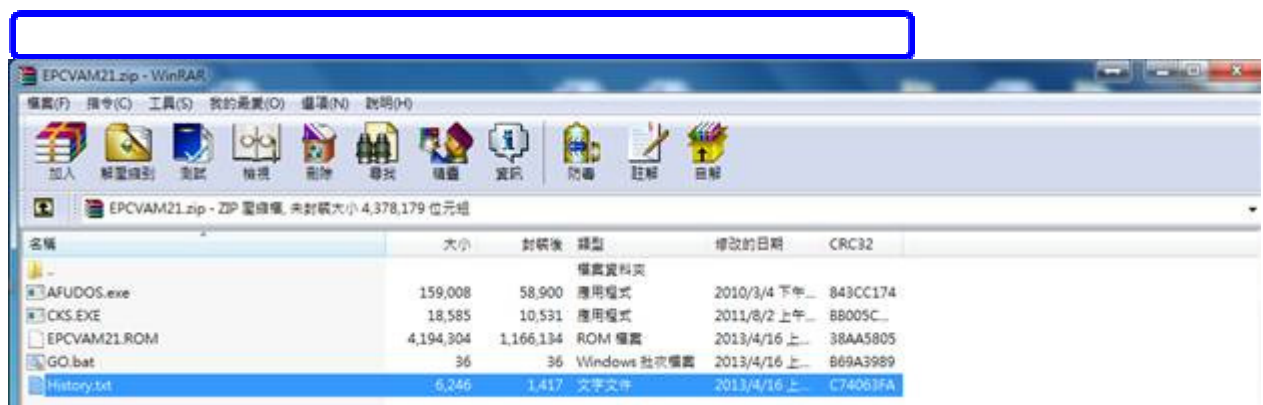 EPCVAM21.zip - WinRAR
檔案(F) 指令(C) 工具(S) 我的最愛(O) 選項(N) 說明(H)
加入 解壓縮到 測試 檢視 刪除 尋找 精靈 資訊 防毒 註解 自解
EPCVAM21.zip - ZIP 壓縮檔, 未封裝大小 4,378,179 位元組
名稱 大小 封裝後 類型 修改的日期 CRC32
.. 檔案資料夾
AFUDOS.exe 159,008 58,900 應用程式 2010/3/4 下午... 843CC174
CKS.EXE 18,585 10,531 應用程式 2011/8/2 上午... BB005C...
EPCVAM21.ROM 4,194,304 1,166,134 ROM 檔案 2013/4/16 上... 38AA5805
GO.bat 36 36 Windows 批次檔案 2013/4/16 上... B69A3989
History.txt 6,246 1,417 文字文件 2013/4/16 上... C74063FA